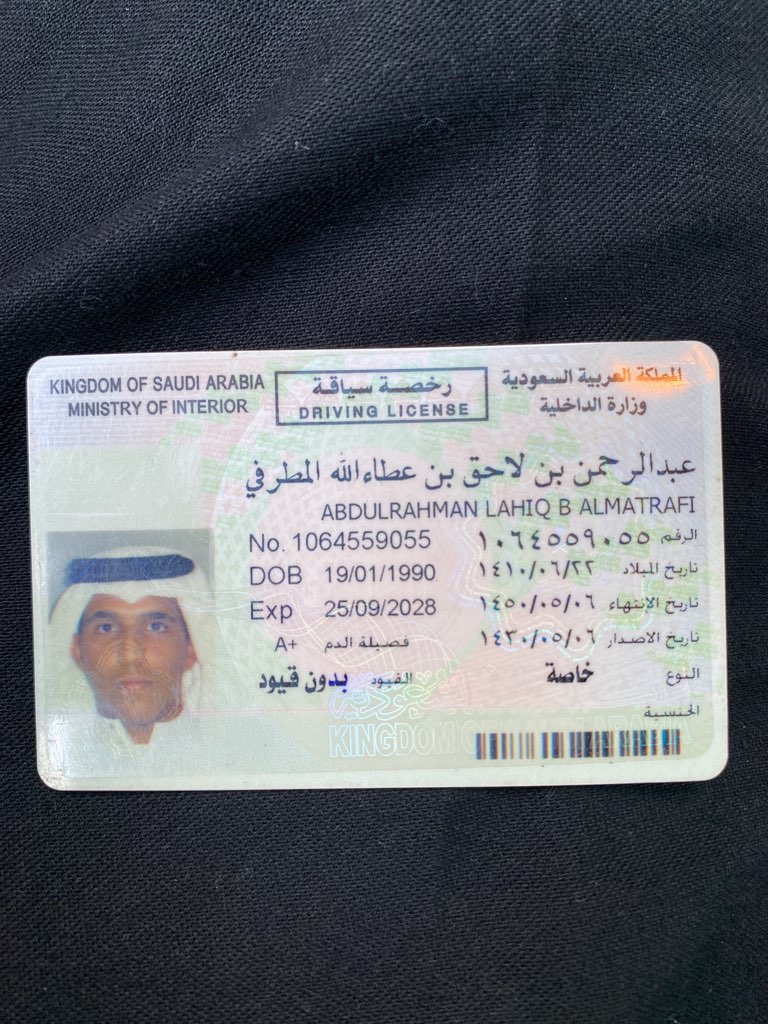 KINGDOM OF SAUDI ARABIA
MINISTRY OF INTERIOR
رخصة سياقة
DRIVING LICENSE
المملكة العربية السعودية
وزارة الداخلية
عبدالرحمن بن لاحق بن عطاءالله المطرفي
ABDULRAHMAN LAHIQ B ALMATRAFI
No. 1064559055 الرقم ١٠٦٤٥٥٩٠٥٥
DOB 19/01/1990 تاريخ الميلاد ١٤١٠/٠٦/٢٢
Exp 25/09/2028 تاريخ الانتهاء ١٤٥٠/٠٥/٠٦
A+ فصيلة الدم تاريخ الاصدار ١٤٣٠/٠٥/٠٦
النوع خاصة القيود بدون قيود
الجنسية
KINGDOM OF SAUDI ARABIA